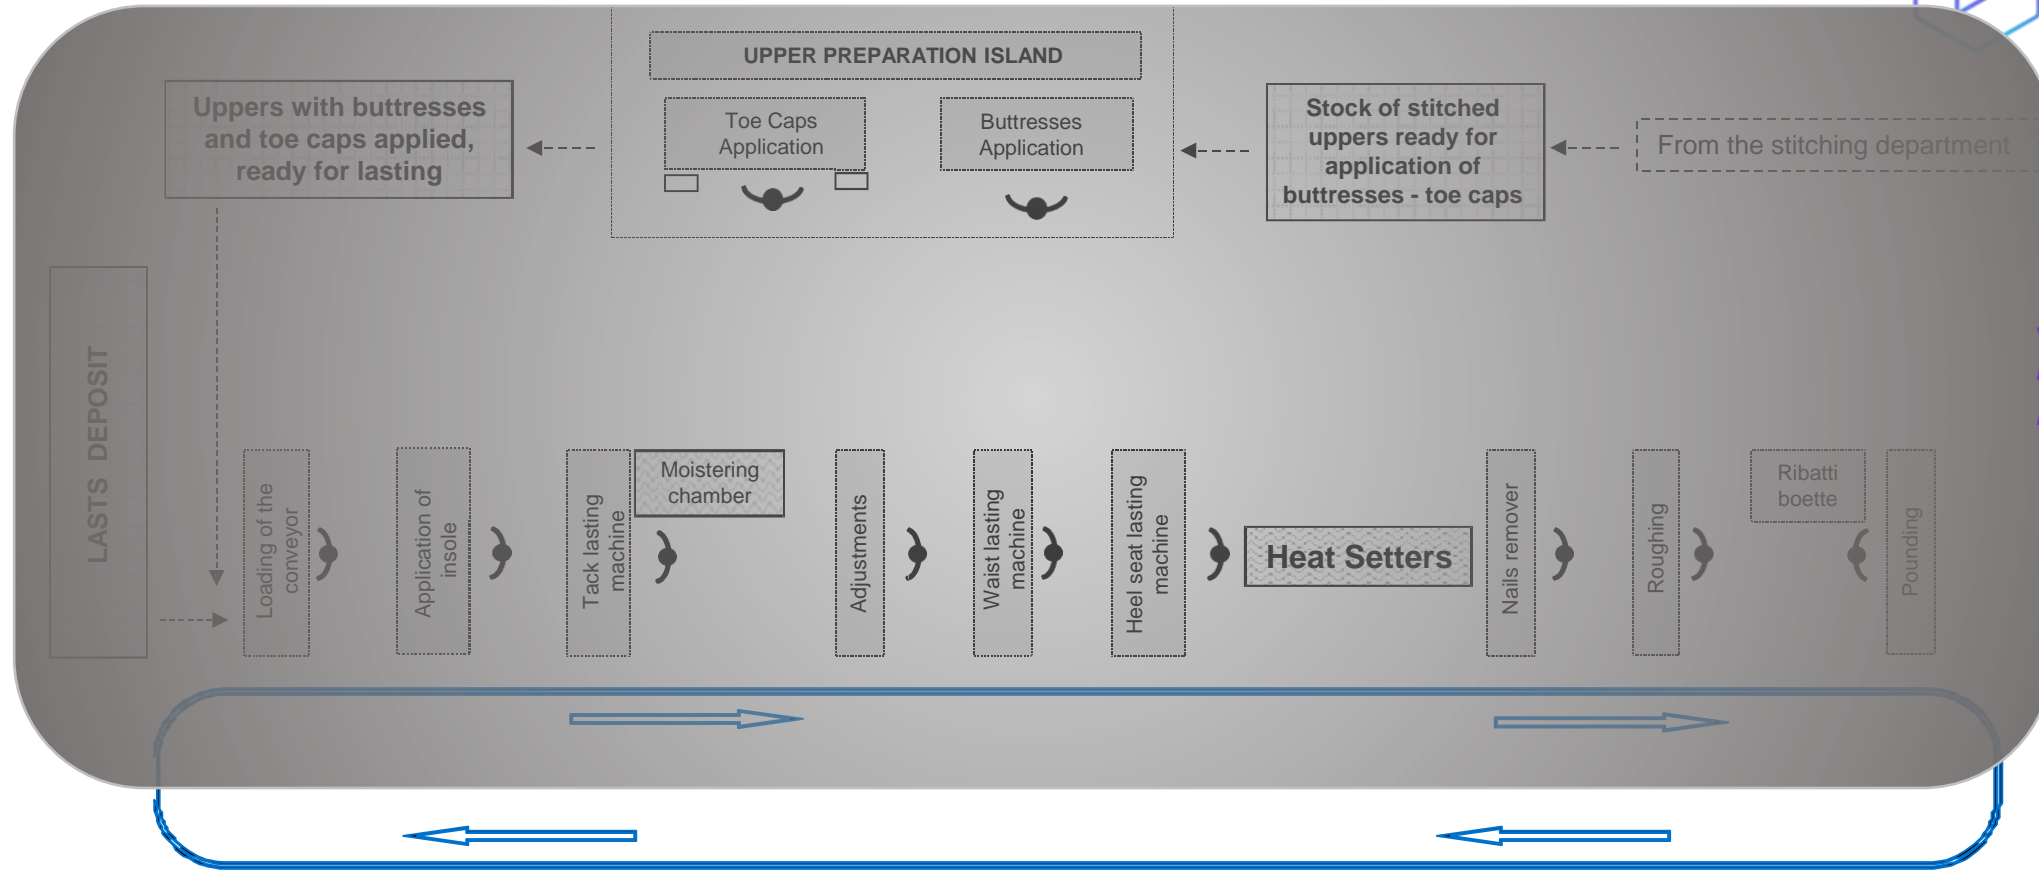 UPPER PREPARATION ISLAND
Uppers with buttresses
and toe caps applied,
ready for lasting
Toe Caps
Application
Buttresses
Application
Stock of stitched
uppers ready for
application of
buttresses - toe caps
From the stitching department
LASTS DEPOSIT
Loading of the
conveyor
Application of
insole
Tack lasting
machine
Moistering
chamber
Adjustments
Waist lasting
machine
Heel seat lasting
machine
Heat Setters
Nails remover
Roughing
Ribatti
boette
Pounding